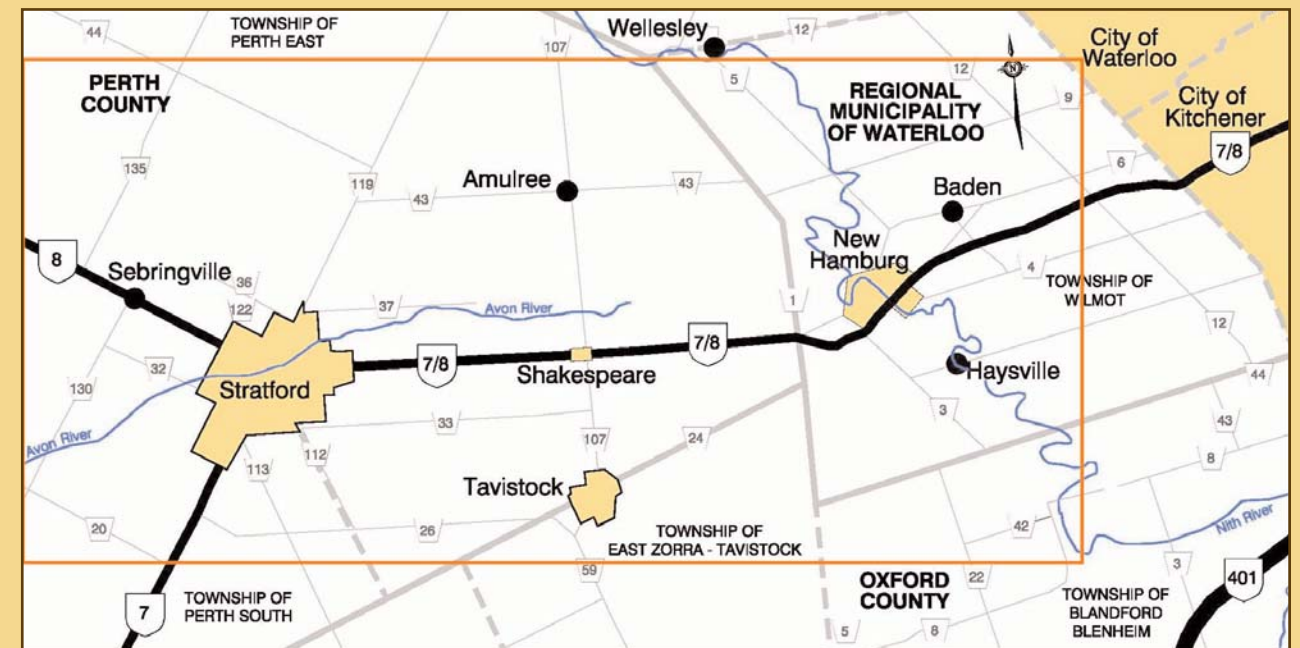 44
TOWNSHIP OF
PERTH EAST
107
Wellesley
12
City of
Waterloo
PERTH
COUNTY
5
REGIONAL
MUNICIPALITY
OF WATERLOO
12
N
9
City of
Kitchener
7/8
135
119
43
Amulree
43
6
Baden
8
Sebringville
36
122
37
Avon River
New
Hamburg
1
4
TOWNSHIP OF
WILMOT
12
32
130
Stratford
7/8
Shakespeare
7/8
Haysville
44
Avon River
33
107
24
3
43
113
112
8
Tavistock
20
26
TOWNSHIP OF
EAST ZORRA - TAVISTOCK
42
Nith River
59
7
TOWNSHIP OF
PERTH SOUTH
OXFORD
COUNTY
22
3
401
TOWNSHIP OF
BLANDFORD
BLENHEIM
5
8